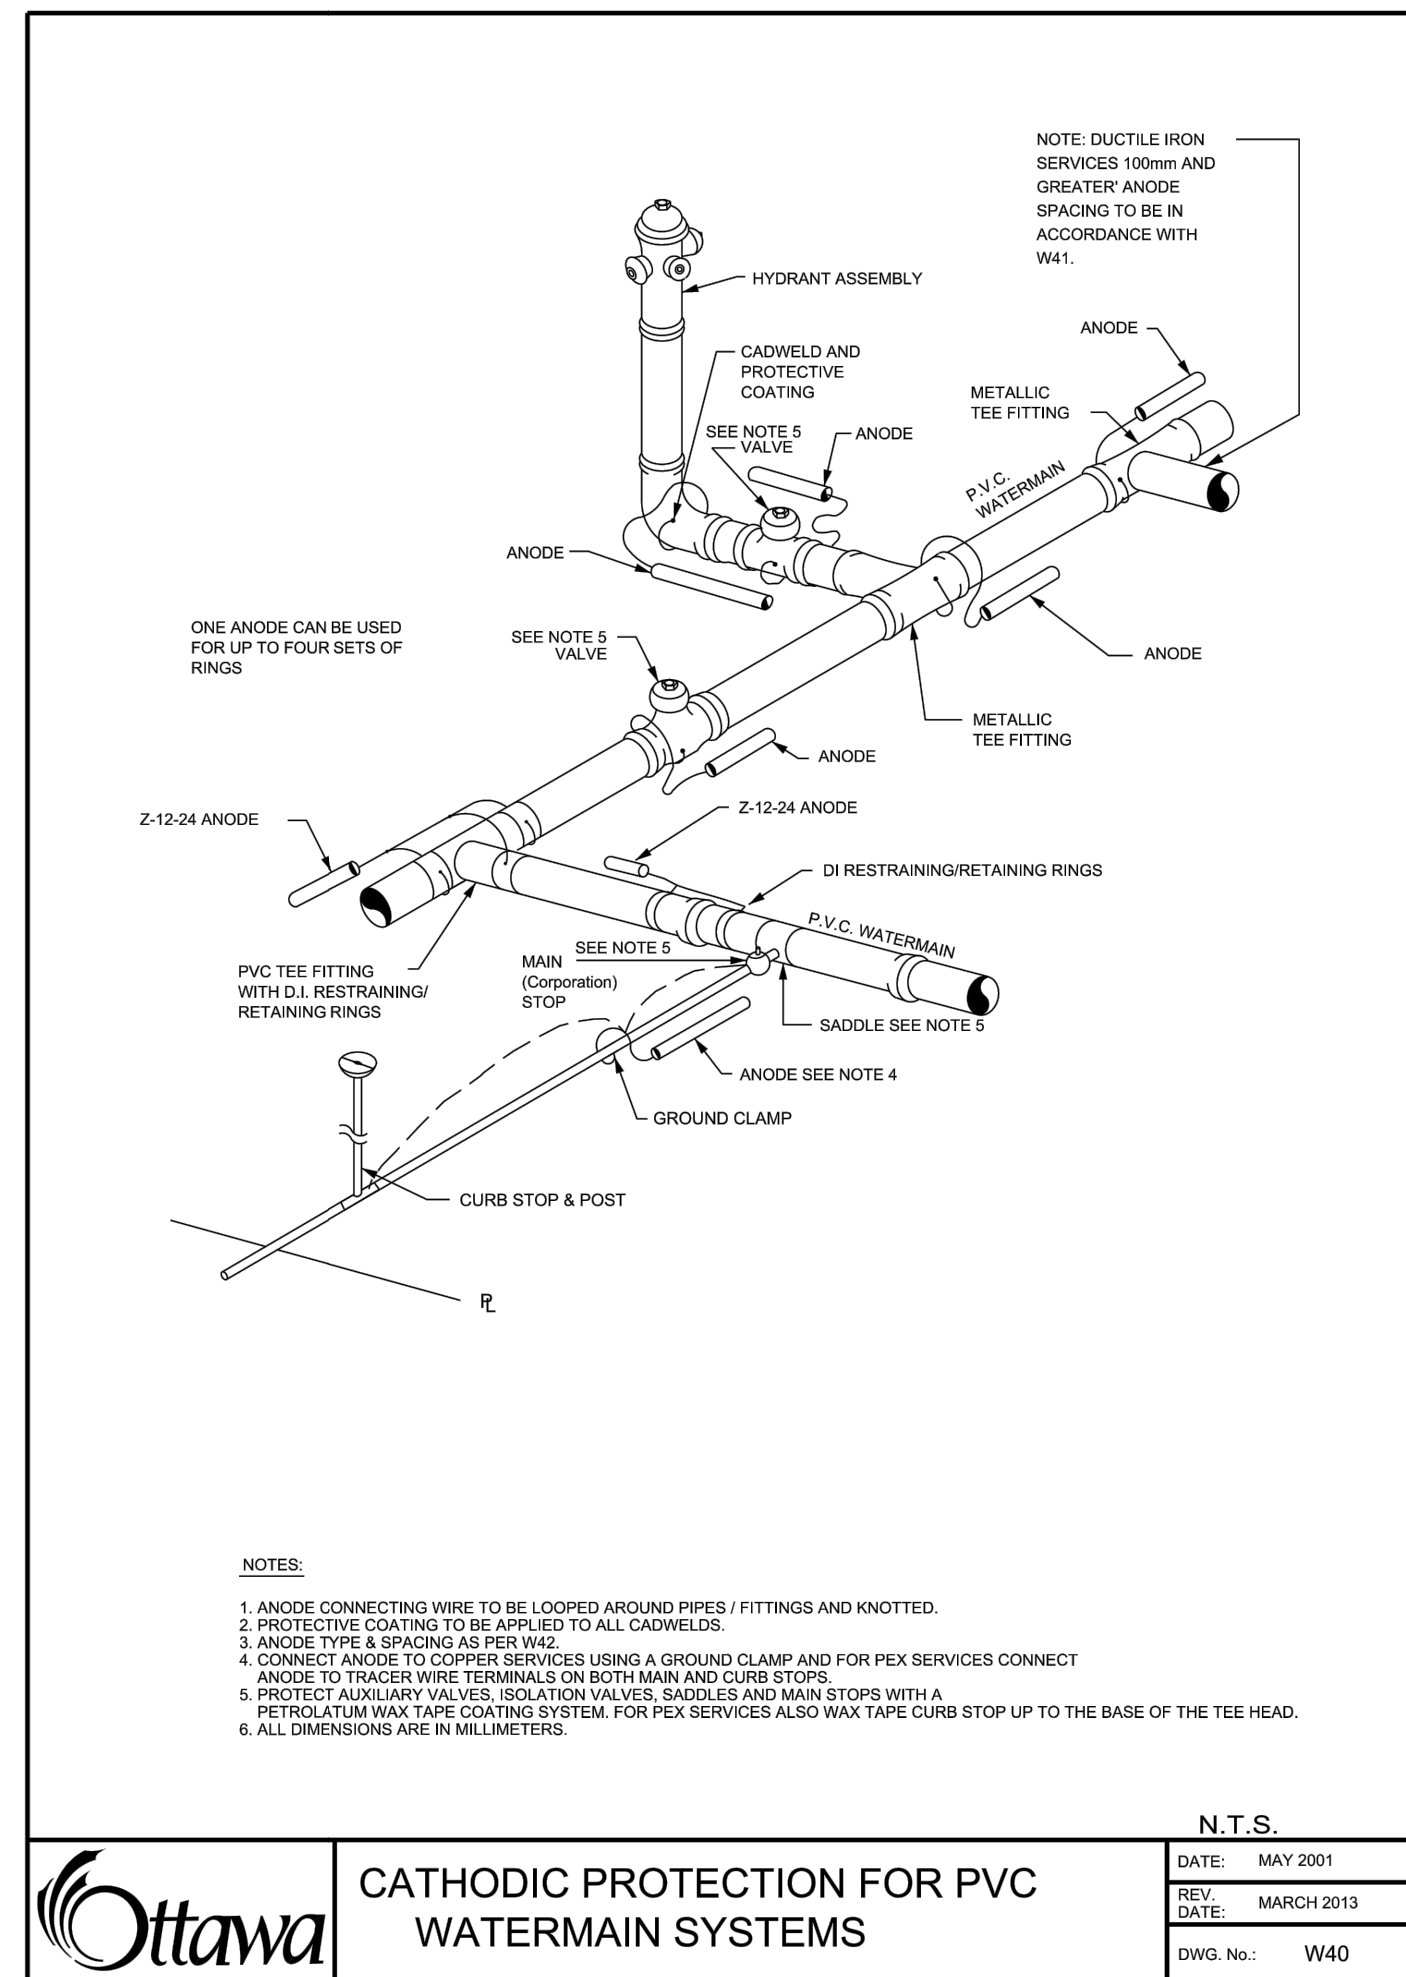 NOTE: DUCTILE IRON
SERVICES 100mm AND
GREATER' ANODE
SPACING TO BE IN
ACCORDANCE WITH
W41.
HYDRANT ASSEMBLY
ANODE
CADWELD AND
PROTECTIVE
COATING
METALLIC
TEE FITTING
SEE NOTE 5
VALVE
ANODE
P.V.C.
WATERMAIN
ANODE
ONE ANODE CAN BE USED
FOR UP TO FOUR SETS OF
RINGS
SEE NOTE 5
VALVE
ANODE
METALLIC
TEE FITTING
ANODE
Z-12-24 ANODE
Z-12-24 ANODE
DI RESTRAINING/RETAINING RINGS
P.V.C. WATERMAIN
SEE NOTE 5
MAIN
(Corporation)
STOP
PVC TEE FITTING
WITH D.I. RESTRAINING/
RETAINING RINGS
SADDLE SEE NOTE 5
ANODE SEE NOTE 4
GROUND CLAMP
CURB STOP & POST
PL
NOTES:
1. ANODE CONNECTING WIRE TO BE LOOPED AROUND PIPES / FITTINGS AND KNOTTED.
2. PROTECTIVE COATING TO BE APPLIED TO ALL CADWELDS.
3. ANODE TYPE & SPACING AS PER W42.
4. CONNECT ANODE TO COPPER SERVICES USING A GROUND CLAMP AND FOR PEX SERVICES CONNECT
ANODE TO TRACER WIRE TERMINALS ON BOTH MAIN AND CURB STOPS.
5. PROTECT AUXILIARY VALVES, ISOLATION VALVES, SADDLES AND MAIN STOPS WITH A
PETROLATUM WAX TAPE COATING SYSTEM. FOR PEX SERVICES ALSO WAX TAPE CURB STOP UP TO THE BASE OF THE TEE HEAD.
6. ALL DIMENSIONS ARE IN MILLIMETERS.
N.T.S.
Ottawa
CATHODIC PROTECTION FOR PVC
WATERMAIN SYSTEMS
DATE: MAY 2001
REV.
DATE: MARCH 2013
DWG. No.: W40